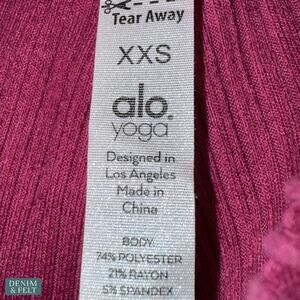 Tear Away
XXS
alo.
yoga
Designed in
Los Angeles
Made in
China
BODY
74% POLYESTER
21% RAYON
5% SPANDEX
DENIM
& FELT